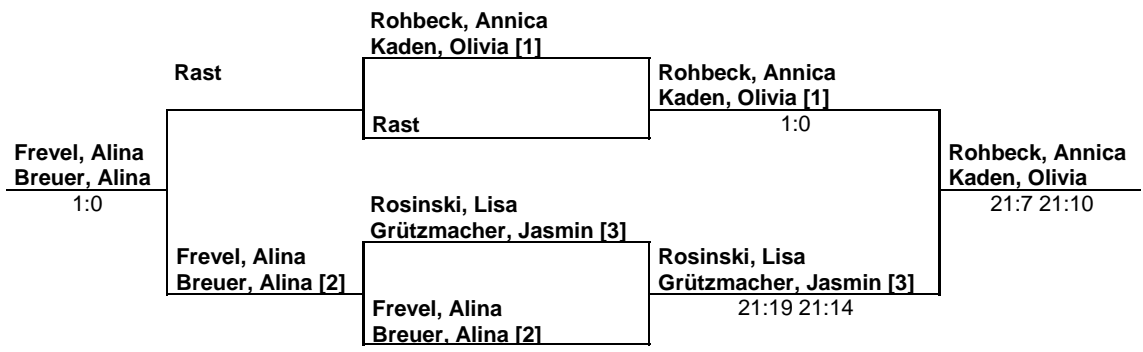 Rohbeck, Annica
Kaden, Olivia [1]
Rast
Rohbeck, Annica
Kaden, Olivia [1]
Rast
1:0
Frevel, Alina
Breuer, Alina
1:0
Rohbeck, Annica
Kaden, Olivia
21:7 21:10
Rosinski, Lisa
Grützmacher, Jasmin [3]
Frevel, Alina
Breuer, Alina [2]
Rosinski, Lisa
Grützmacher, Jasmin [3]
21:19 21:14
Frevel, Alina
Breuer, Alina [2]